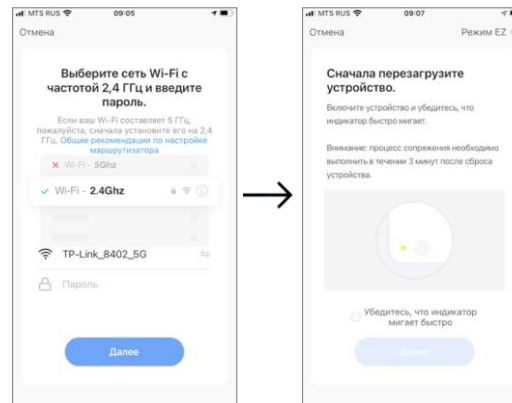 MTS RUS 09:05
Отмена
Выберите сеть Wi-Fi с
частотой 2,4 ГГц и введите
пароль.
Если ваш Wi-Fi составляет 5 ГГц,
пожалуйста, сначала установите его на 2,4
ГГц. Общие рекомендации по настройке
маршрутизатора
Wi-Fi - 5Ghz
Wi-Fi - 2.4Ghz
TP-Link_8402_5G
Пароль
Далее
MTS RUS 09:07
Отмена Режим EZ
Сначала перезагрузите
устройство.
Включите устройство и убедитесь, что
индикатор быстро мигает.
Внимание: процесс сопряжения необходимо
выполнить в течении 3 минут после сброса
устройства.
Убедитесь, что индикатор
мигает быстро
Далее